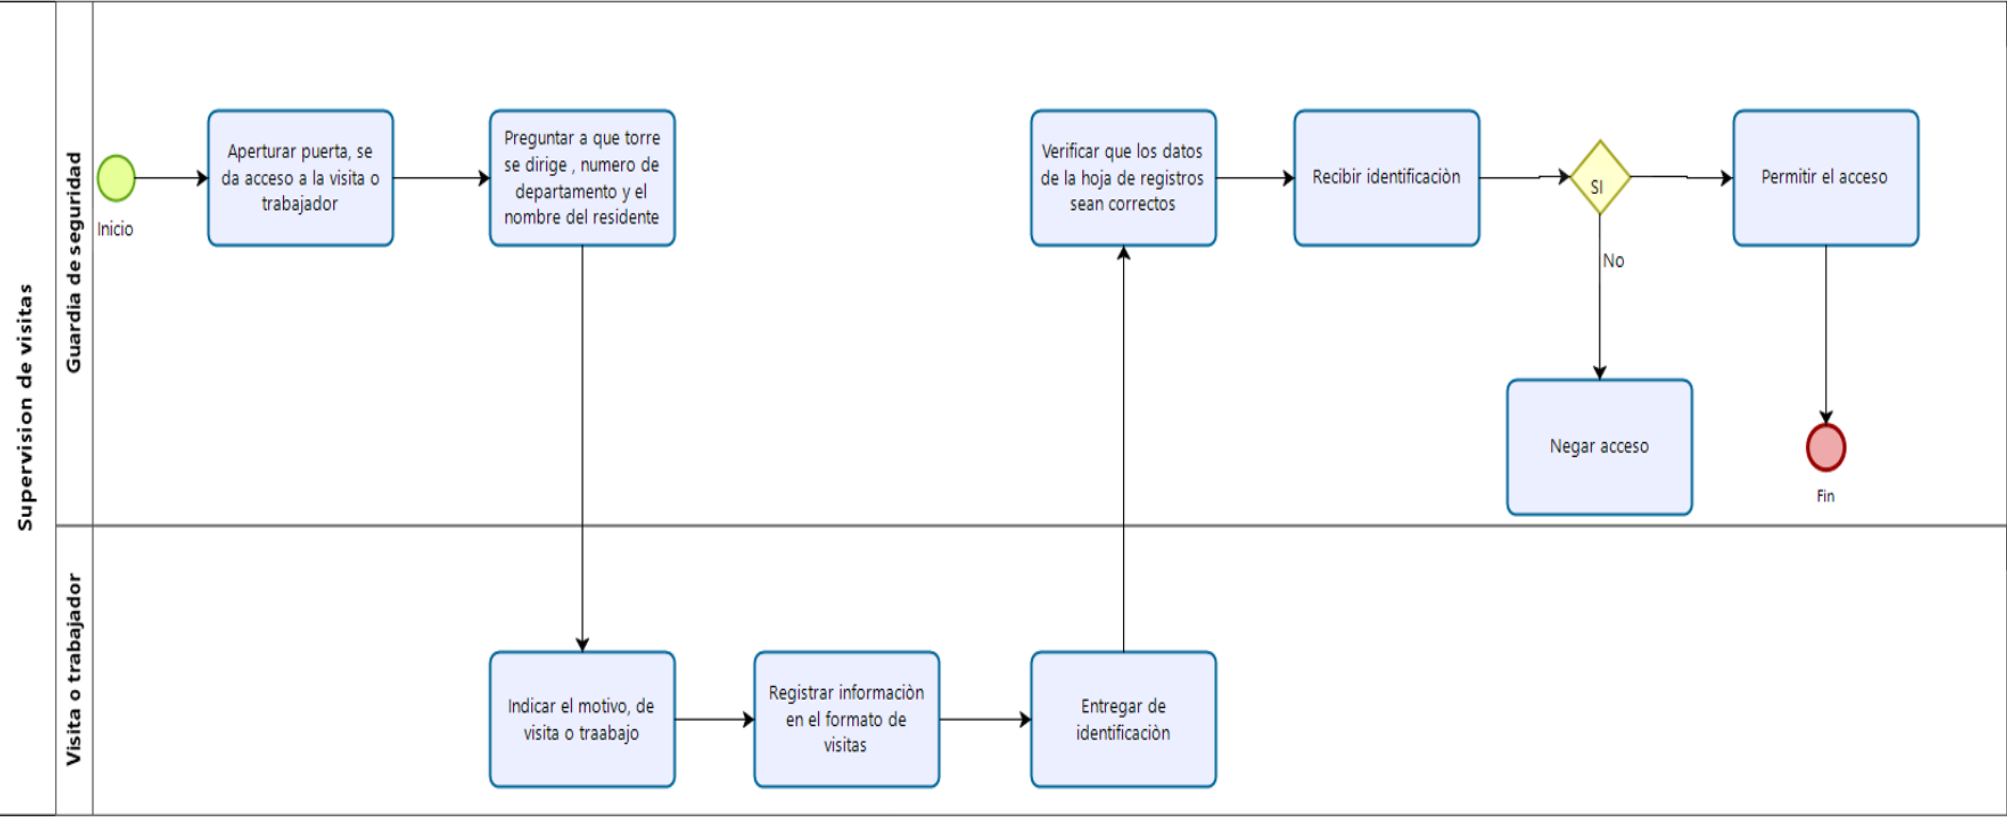 Supervision de visitas
Guardia de seguridad
Inicio
Aperturar puerta, se
da acceso a la visita o
trabajador
Preguntar a que torre
se dirige , numero de
departamento y el
nombre del residente
Verificar que los datos
de la hoja de registros
sean correctos
Recibir identificaciòn
SI
No
Permitir el acceso
Negar acceso
Fin
Visita o trabajador
Indicar el motivo, de
visita o traabajo
Registrar informaciòn
en el formato de
visitas
Entregar de
identificaciòn